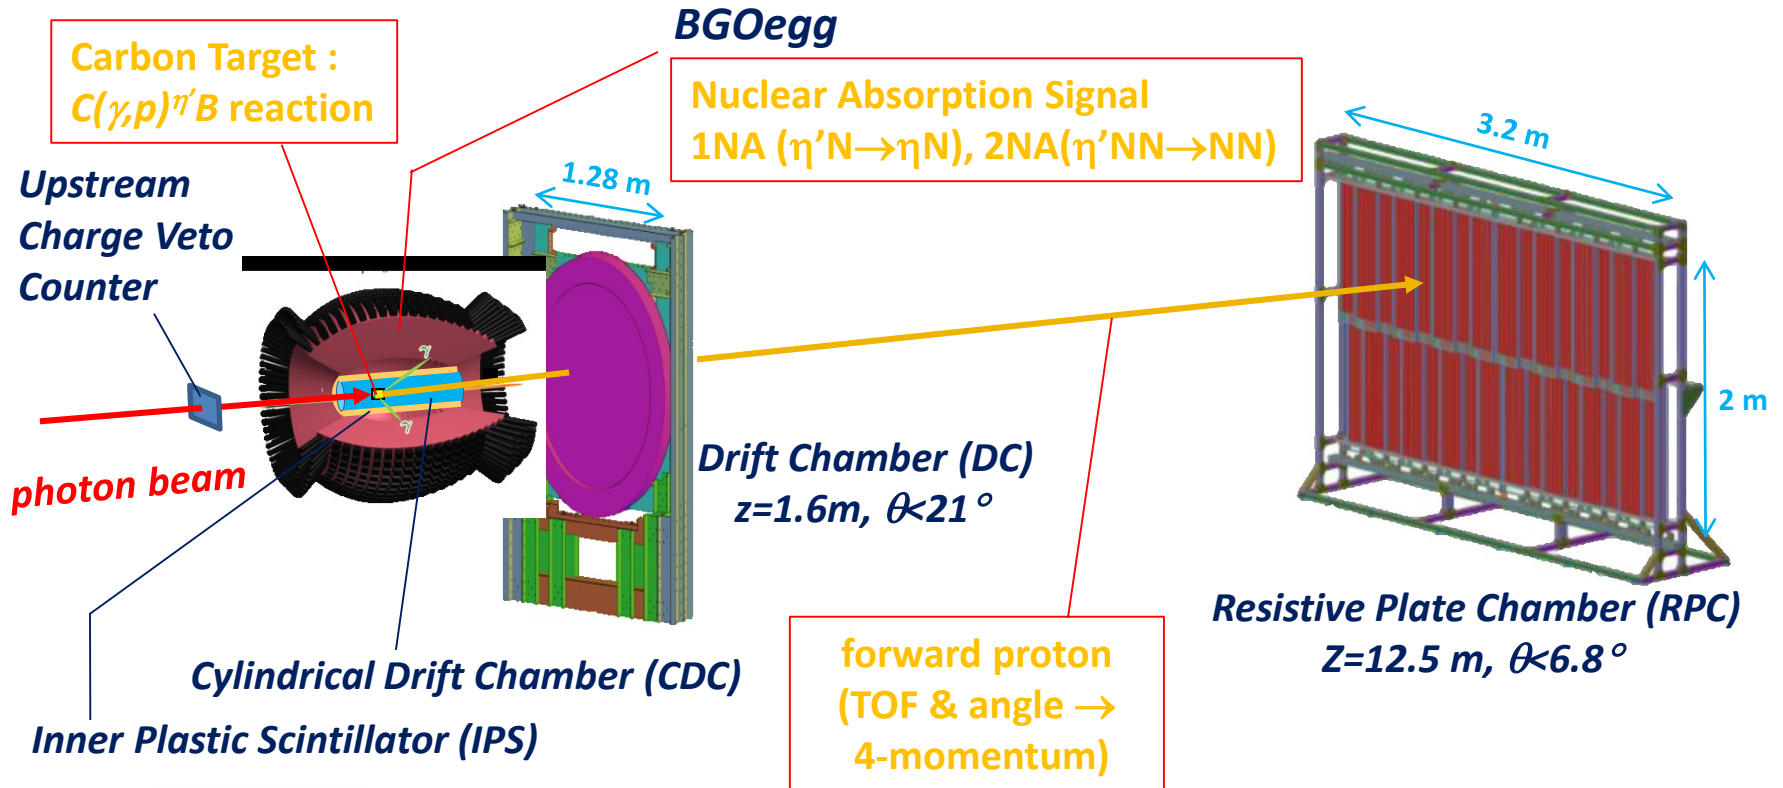 BGOegg
Carbon Target :
C(γ,p)η′B reaction
Nuclear Absorption Signal
1NA (η’N→ηN), 2NA(η’NN→NN)
3.2 m
1.28 m
Upstream
Charge Veto
Counter
γ
γ
2 m
photon beam
Drift Chamber (DC)
z=1.6m, θ<21°
Resistive Plate Chamber (RPC)
Z=12.5 m, θ<6.8°
Cylindrical Drift Chamber (CDC)
Inner Plastic Scintillator (IPS)
forward proton
(TOF & angle →
4-momentum)